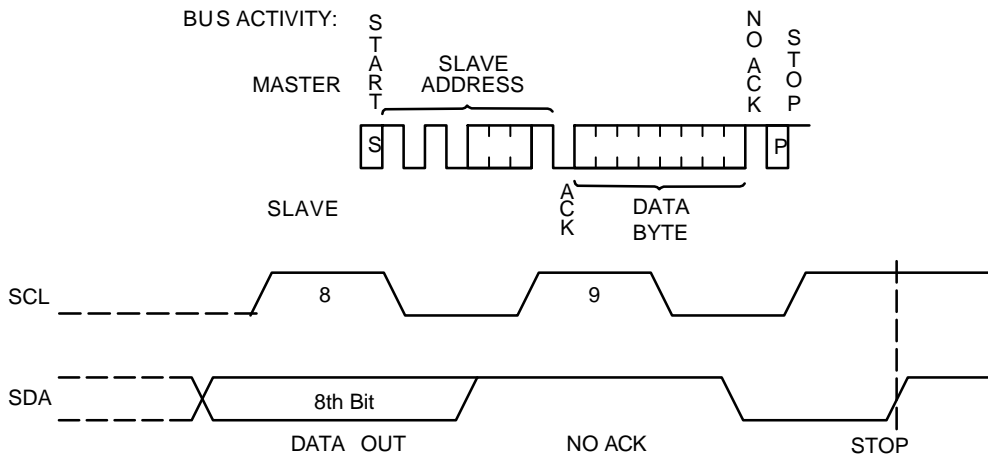 BUS ACTIVITY:
START
NO ACK
STOP
MASTER
SLAVE
ADDRESS
S
P
SLAVE
ACK
DATA
BYTE
SCL
8
9
SDA
8th Bit
DATA OUT
NO ACK
STOP